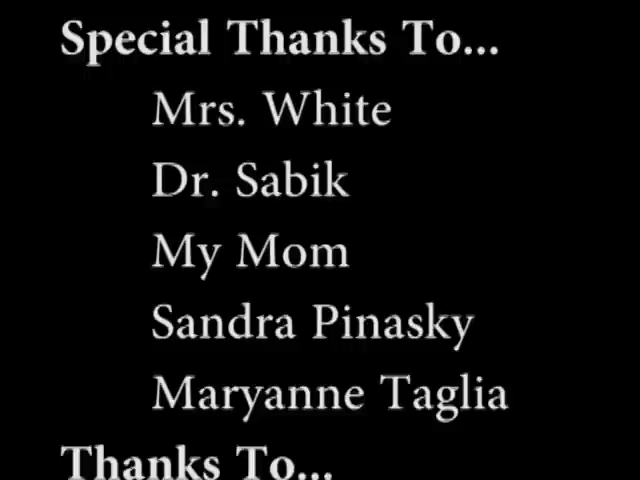 Special Thanks To...
Mrs. White
Dr. Sabik
My Mom
Sandra Pinasky
Maryanne Taglia
Thanks To...